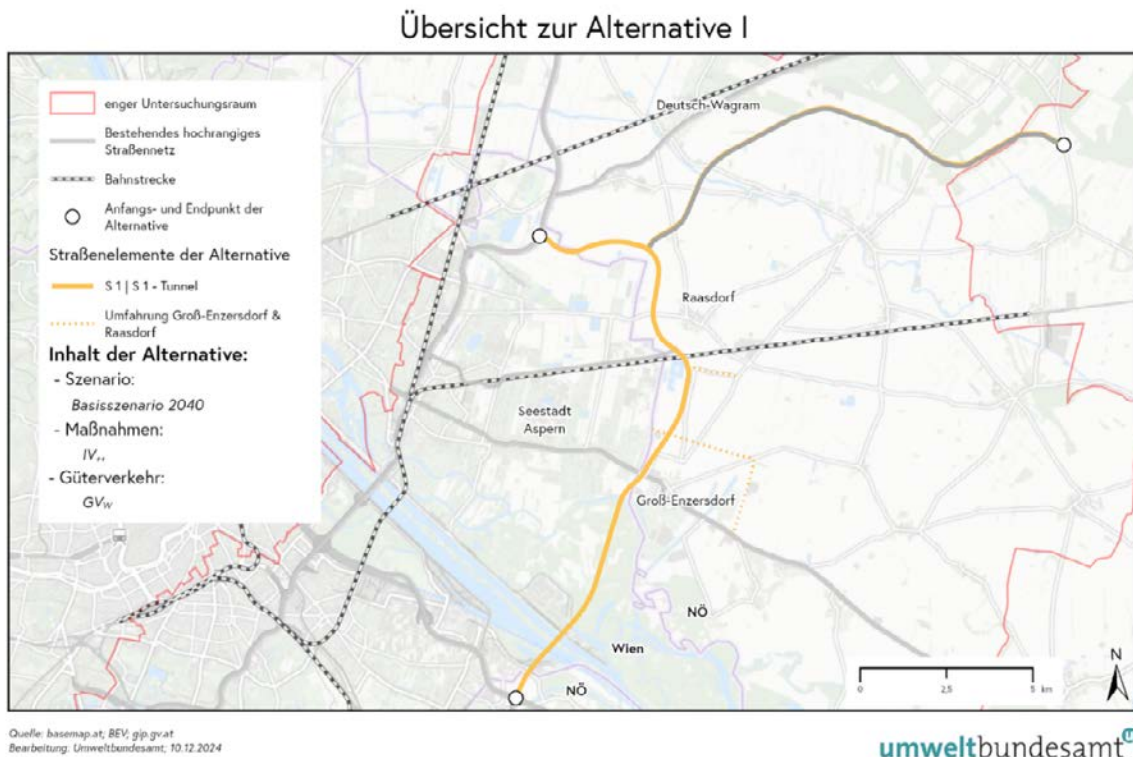 Übersicht zur Alternative I
enger Untersuchungsraum
Bestehendes hochrangiges
Straßennetz
Bahnstrecke
Anfangs- und Endpunkt der
Alternative
Straßenelemente der Alternative
S 1 | S 1 - Tunnel
Umfahrung Groß-Enzersdorf &
Raasdorf
Inhalt der Alternative:
- Szenario:
Basisszenario 2040
- Maßnahmen:
IV,,
- Güterverkehr:
GVW
Deutsch-Wagram
Raasdorf
Seestadt
Aspern
Groß-Enzersdorf
NÖ
Wien
NÖ
N
0 2,5 5 km
Quelle: basemap.at; BEV; gip.gv.at
Bearbeitung: Umweltbundesamt; 10.12.2024
umweltbundesamt U